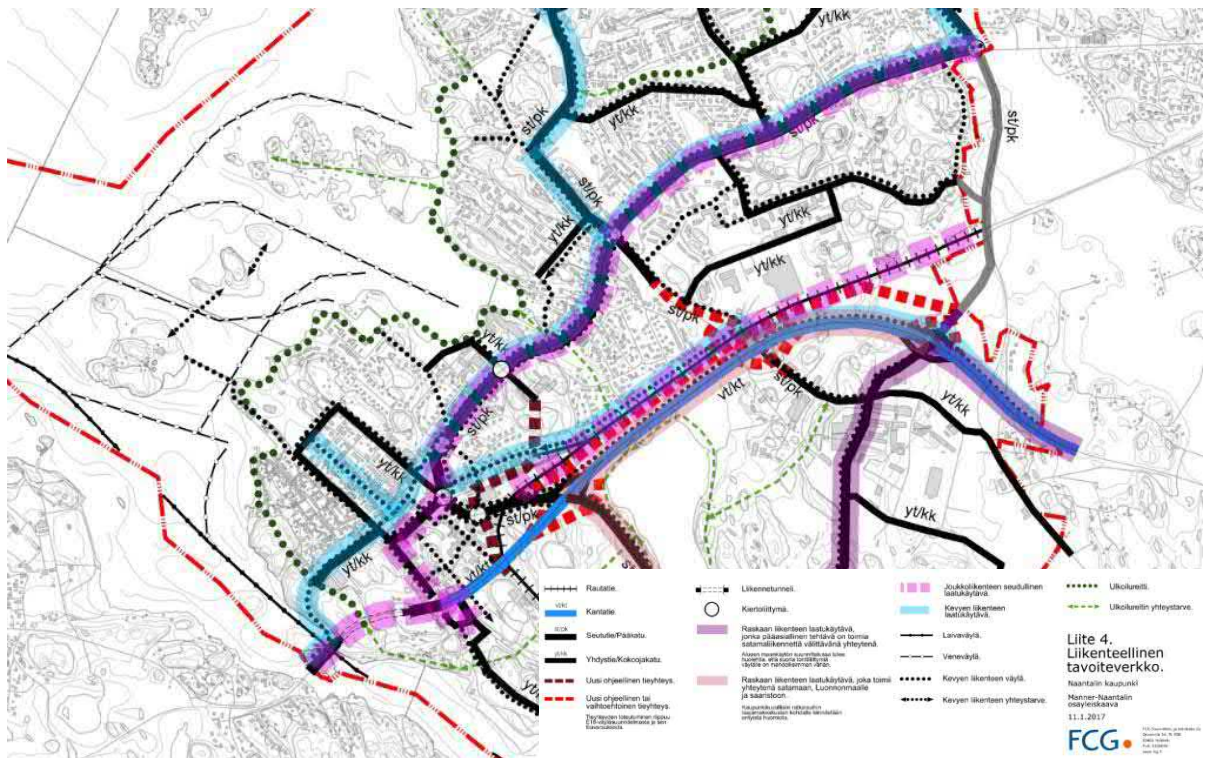 st/pk
yt/kk
st/pk
st/pk
st/pk
yt/kk
yt/kk
yt/kk
st/pk
yt/kk
vt/kt
st/pk
yt/kk
st/pk
yt/kk
yt/kk
st/pk
yt/kk
Rautatie.
Kantatie.
Seututie/Pääkatu.
Yhdystie/Kokoojakatu.
Uusi ohjeellinen tieyhteys.
Uusi ohjeellinen tai
vaihtoehtoinen tieyhteys.
Liikennetunneli.
Kiertoliittymä.
Raskaan liikenteen laatukäytävä,
jonka pääasiallinen tehtävä on toimia
satamaliikennettä välittävänä yhteytenä.
Raskaan liikenteen laatukäytävä, joka toimii
yhteytenä satamaan, Luonnonmaalle
ja saaristoon.
Joukkoliikenteen seudullinen
laatukäytävä.
Kevyen liikenteen
laatukäytävä.
Laivaväylä.
Veneväylä.
Kevyen liikenteen väylä.
Kevyen liikenteen yhteystarve.
Ulkoilureitti.
Ulkoilureitin yhteystarve.
Liite 4.
Liikenteellinen
tavoiteverkko.
Naantalin kaupunki
Manner-Naantalin
osayleiskaava
11.1.2017
FCG